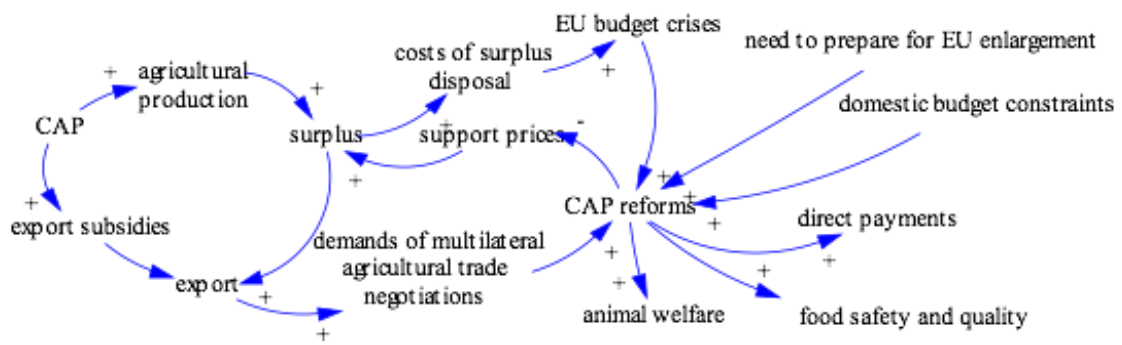 EU budget crises
need to prepare for EU enlargement
costs of surplus
disposal
+
+
agricultural
production
+
domestic budget constraints
CAP
surplus
+
support prices
-
+
+
+
+
export subsidies
CAP reforms
+
direct payments
demands of multilateral
agricultural trade
negotiations
+
+
+
+
export
+
+
animal welfare
food safety and quality